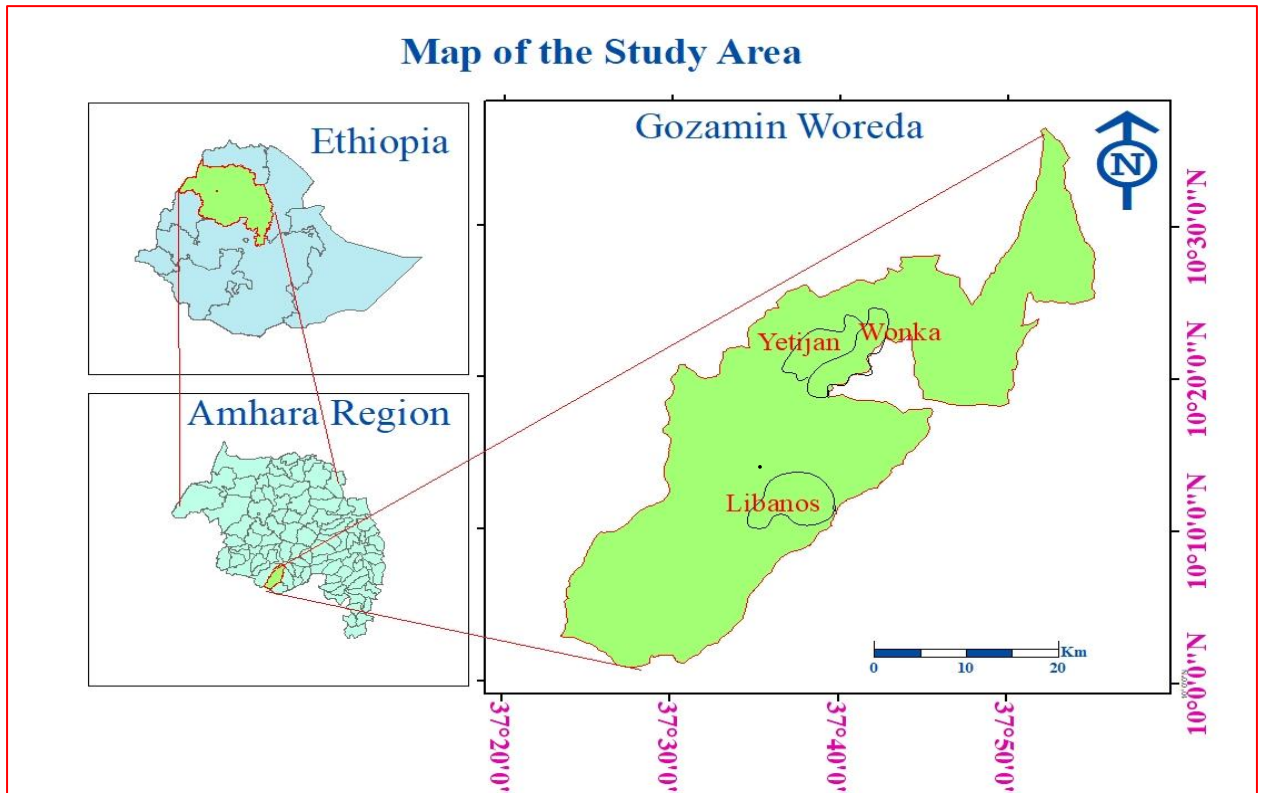 Map of the Study Area
Ethiopia
Amhara Region
Gozamin Woreda
N
Yetijan
Wonka
Libanos
Km
0 10 20
10°30'0"N
10°20'0"N
10°10'0"N
10°0'0"N
37°20'0'
37°30'0'
37°40'0'
37°50'0'